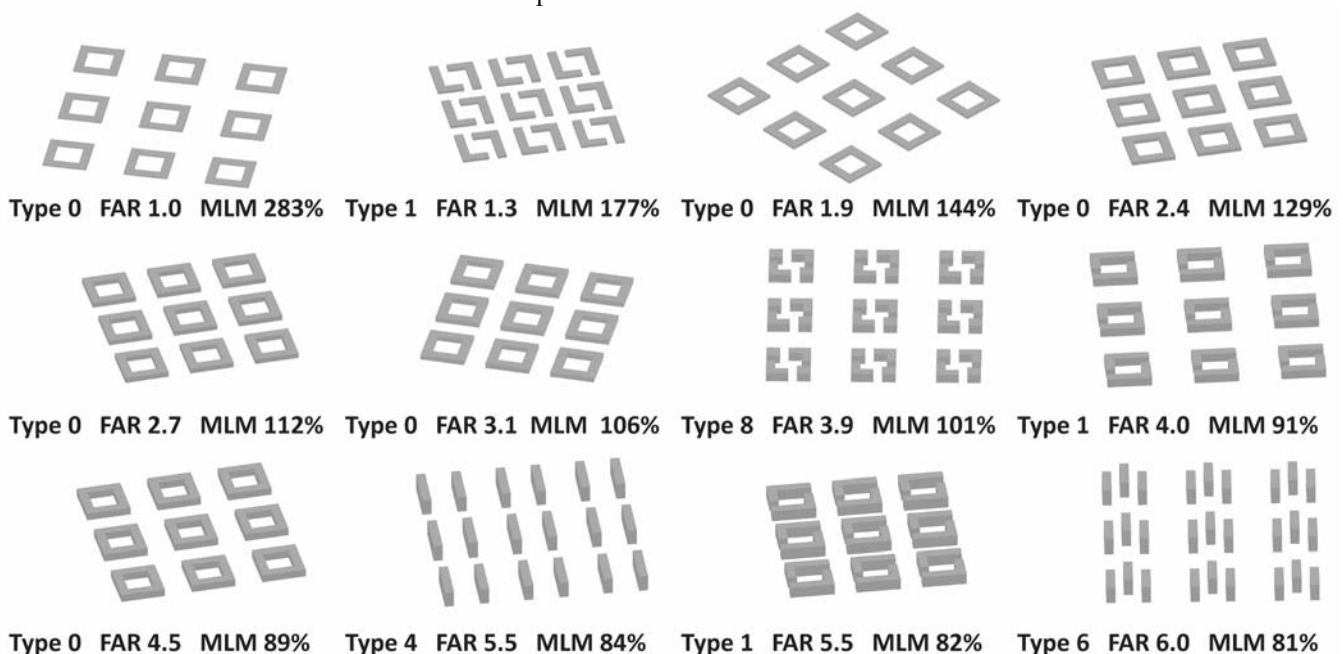 Type 0 FAR 1.0 MLM 283% Type 1 FAR 1.3 MLM 177% Type 0 FAR 1.9 MLM 144% Type 0 FAR 2.4 MLM 129%
Type 0 FAR 2.7 MLM 112% Type 0 FAR 3.1 MLM 106% Type 8 FAR 3.9 MLM 101% Type 1 FAR 4.0 MLM 91%
Type 0 FAR 4.5 MLM 89% Type 4 FAR 5.5 MLM 84% Type 1 FAR 5.5 MLM 82% Type 6 FAR 6.0 MLM 81%